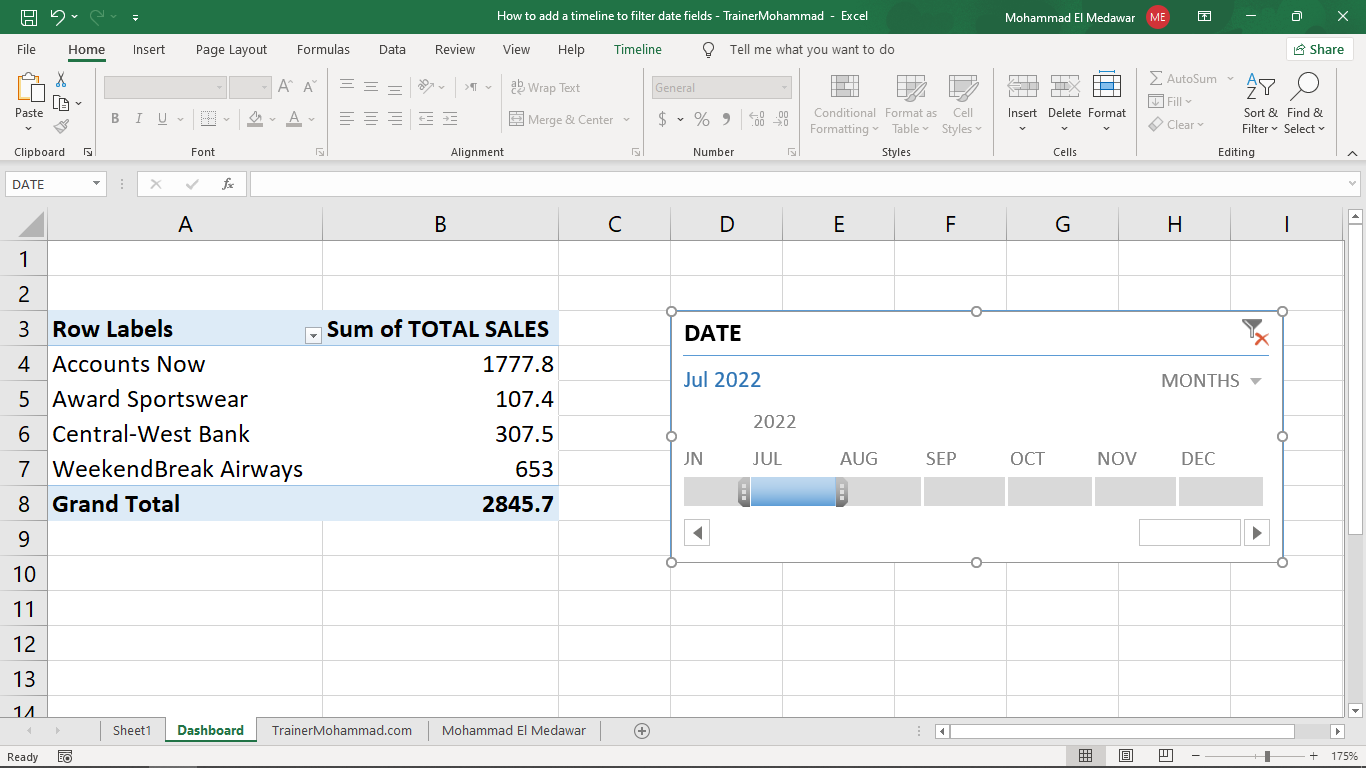 How to add a timeline to filter date fields - TrainerMohammad - Excel
Mohammad El Medawar ME
File Home Insert Page Layout Formulas Data Review View Help Timeline Tell me what you want to do Share
Paste
Wrap Text
Merge & Center
General
$ % 9
Conditional Formatting
Format as Table
Cell Styles
Insert Delete Format
AutoSum
Fill
Clear
Sort & Filter
Find & Select
Clipboard Font Alignment Number Styles Cells Editing
DATE fx
A B C D E F G H I
1
2
3 Row Labels Sum of TOTAL SALES
4 Accounts Now 1777.8
5 Award Sportswear 107.4
6 Central-West Bank 307.5
7 WeekendBreak Airways 653
8 Grand Total 2845.7
9
10
11
12
13
14
DATE
Jul 2022 MONTHS
2022
JN JUL AUG SEP OCT NOV DEC
Sheet1 Dashboard TrainerMohammad.com Mohammad El Medawar
Ready 175%